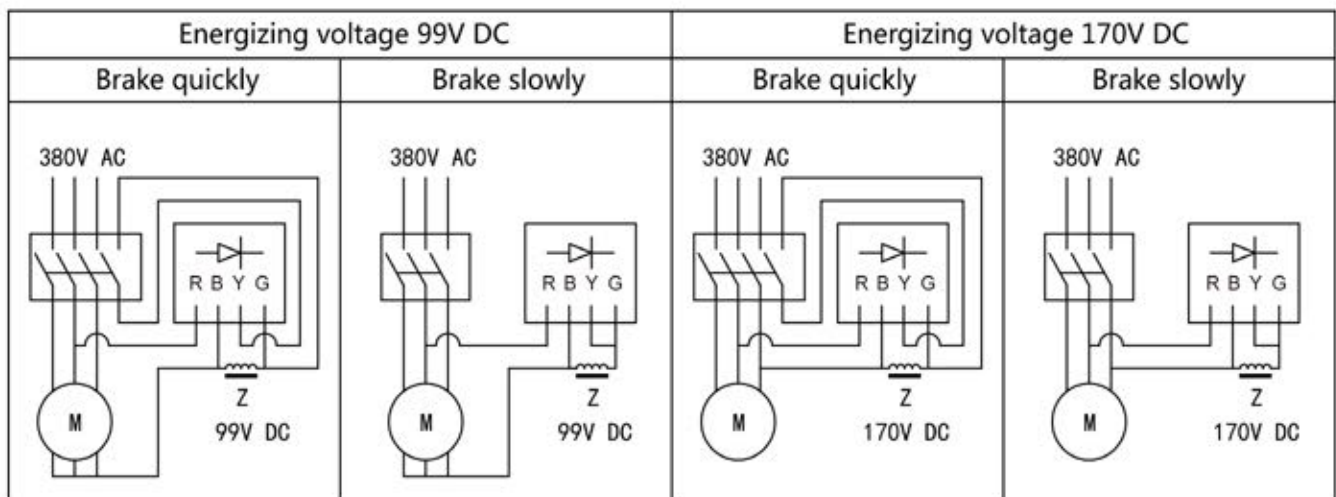 Energizing voltage 99V DC
Energizing voltage 170V DC
Brake quickly
Brake slowly
Brake quickly
Brake slowly
380V AC
380V AC
380V AC
380V AC
R B Y G
R B Y G
R B Y G
R B Y G
M
Z
99V DC
M
Z
99V DC
M
Z
170V DC
M
Z
170V DC